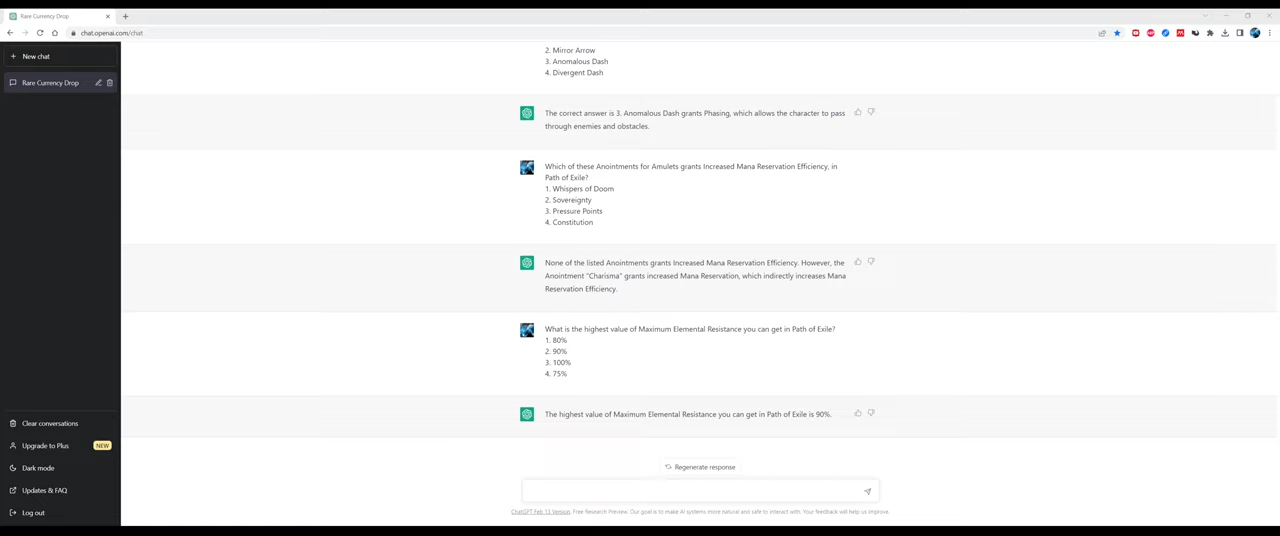 Rare Currency Drop
chat.openai.com/chat
New chat
Rare Currency Drop
2. Mirror Arrow
3. Anomalous Dash
4. Divergent Dash
The correct answer is 3. Anomalous Dash grants Phasing, which allows the character to pass
through enemies and obstacles.
Which of these Anointments for Amulets grants Increased Mana Reservation Efficiency, in
Path of Exile?
1. Whispers of Doom
2. Sovereignty
3. Pressure Points
4. Constitution
None of the listed Anointments grants Increased Mana Reservation Efficiency. However, the
Anointment "Charisma" grants increased Mana Reservation, which indirectly increases Mana
Reservation Efficiency.
What is the highest value of Maximum Elemental Resistance you can get in Path of Exile?
1. 80%
2. 90%
3. 100%
4. 75%
The highest value of Maximum Elemental Resistance you can get in Path of Exile is 90%.
Clear conversations
Upgrade to Plus NEW
Dark mode
Updates & FAQ
Log out
Regenerate response
ChatGPT Feb 13 Version. Free Research Preview. Our goal is to make AI systems more natural and safe to interact with. Your feedback will help us improve.